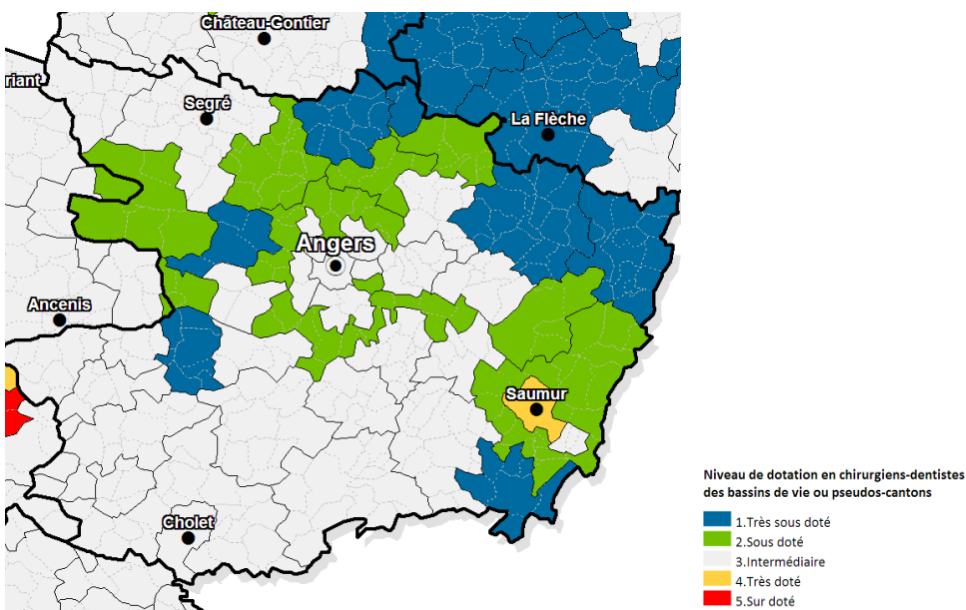 Château-Gontier
riant
Segré
La Flèche
Angers
Ancenis
Saumur
Cholet
Niveau de dotation en chirurgiens-dentistes
des bassins de vie ou pseudos-cantons
1.Très sous doté
2.Sous doté
3.Intermédiaire
4.Très doté
5.Sur doté